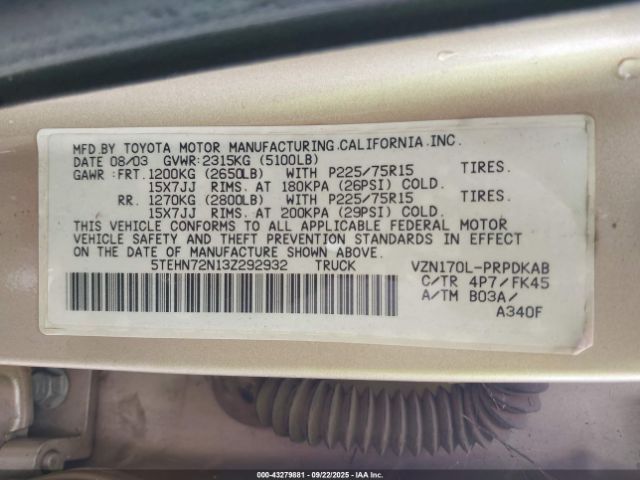 MFD.BY TOYOTA MOTOR MANUFACTURING.CALIFORNIA.INC.
DATE 08/03 GVWR:2315KG (5100LB)
GAWR :FRT.1200KG (2650LB) WITH P225/75R15 TIRES.
15X7JJ RIMS. AT 180KPA (26PSI) COLD.
RR. 1270KG (2800LB) WITH P225/75R15 TIRES.
15X7JJ RIMS. AT 200KPA (29PSI) COLD.
THIS VEHICLE CONFORMS TO ALL APPLICABLE FEDERAL MOTOR
VEHICLE SAFETY AND THEFT PREVENTION STANDARDS IN EFFECT
ON THE DATE OF MANUFACTURE SHOWN ABOVE.
5TEHN72N13Z292932 TRUCK VZN170L-PRPDKAB
C/TR 4P7/FK45
A/TM B03A/
A340F
00-43279881 - 09/22/2025 - IAA, Inc.